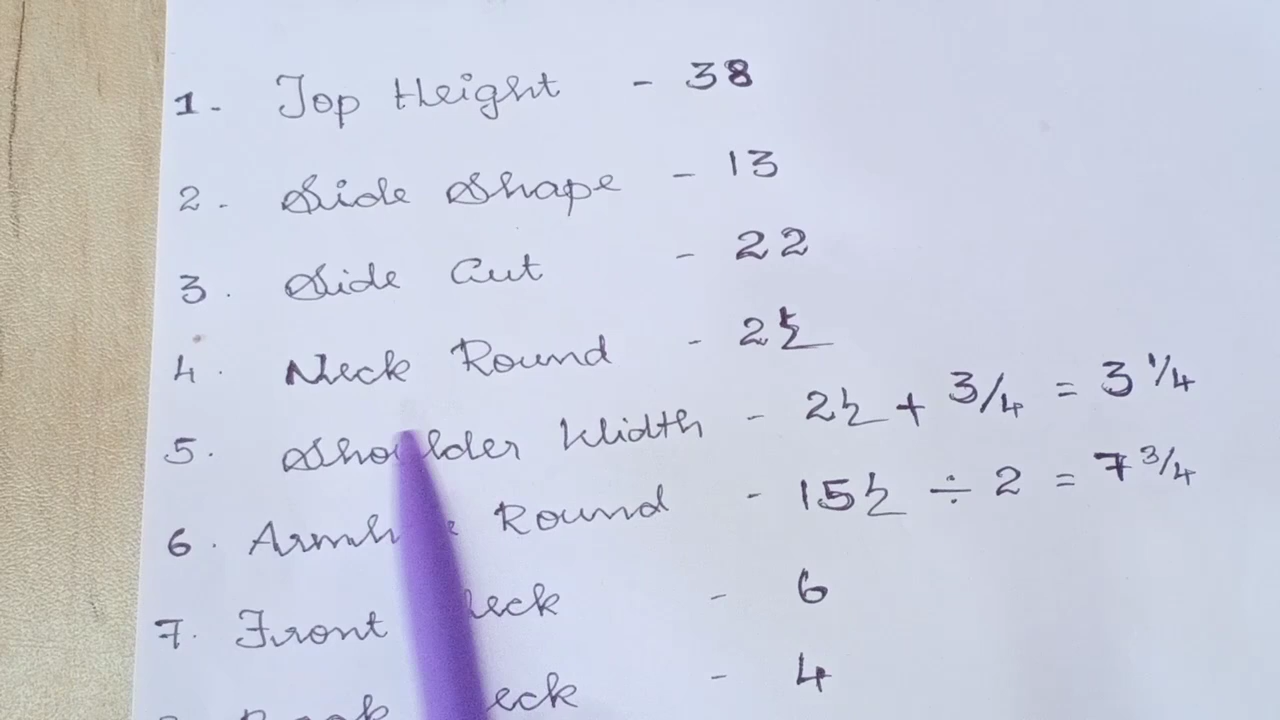 1. Top Height - 38
2. Side Shape - 13
3. Side Cut - 22
4. Neck Round - 2½
5. Shoulder Width - 2½ + 3/4 = 3 1/4
6. Round - 15½ ÷ 2 = 7 3/4
7. Front - 6
- 4